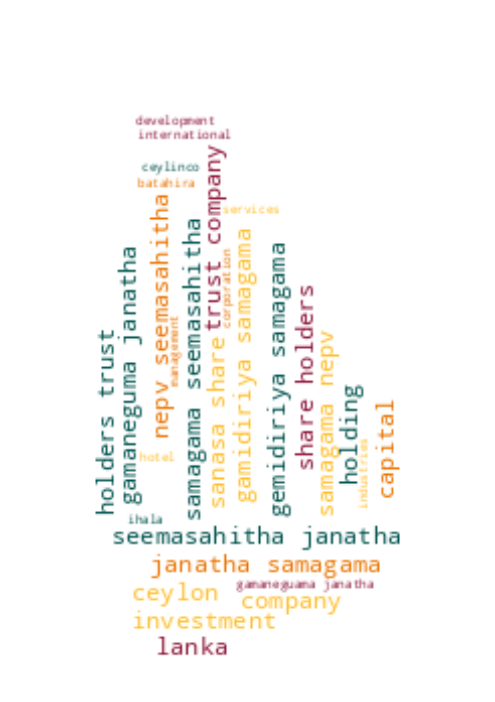 development
international
ceylinco
batahira
trust company
services
nepv seemasahitha
samagama seemasahitha
gamidiriya samagama
gemidiriya samagama
gamaneguma janatha
corporation
share holders
management
holders trust
sanasa share
samagama nepv
holding
capital
industries
hotel
ihala
seemasahitha janatha
janatha samagama
gamaneguama janatha
ceylon
company
investment
lanka